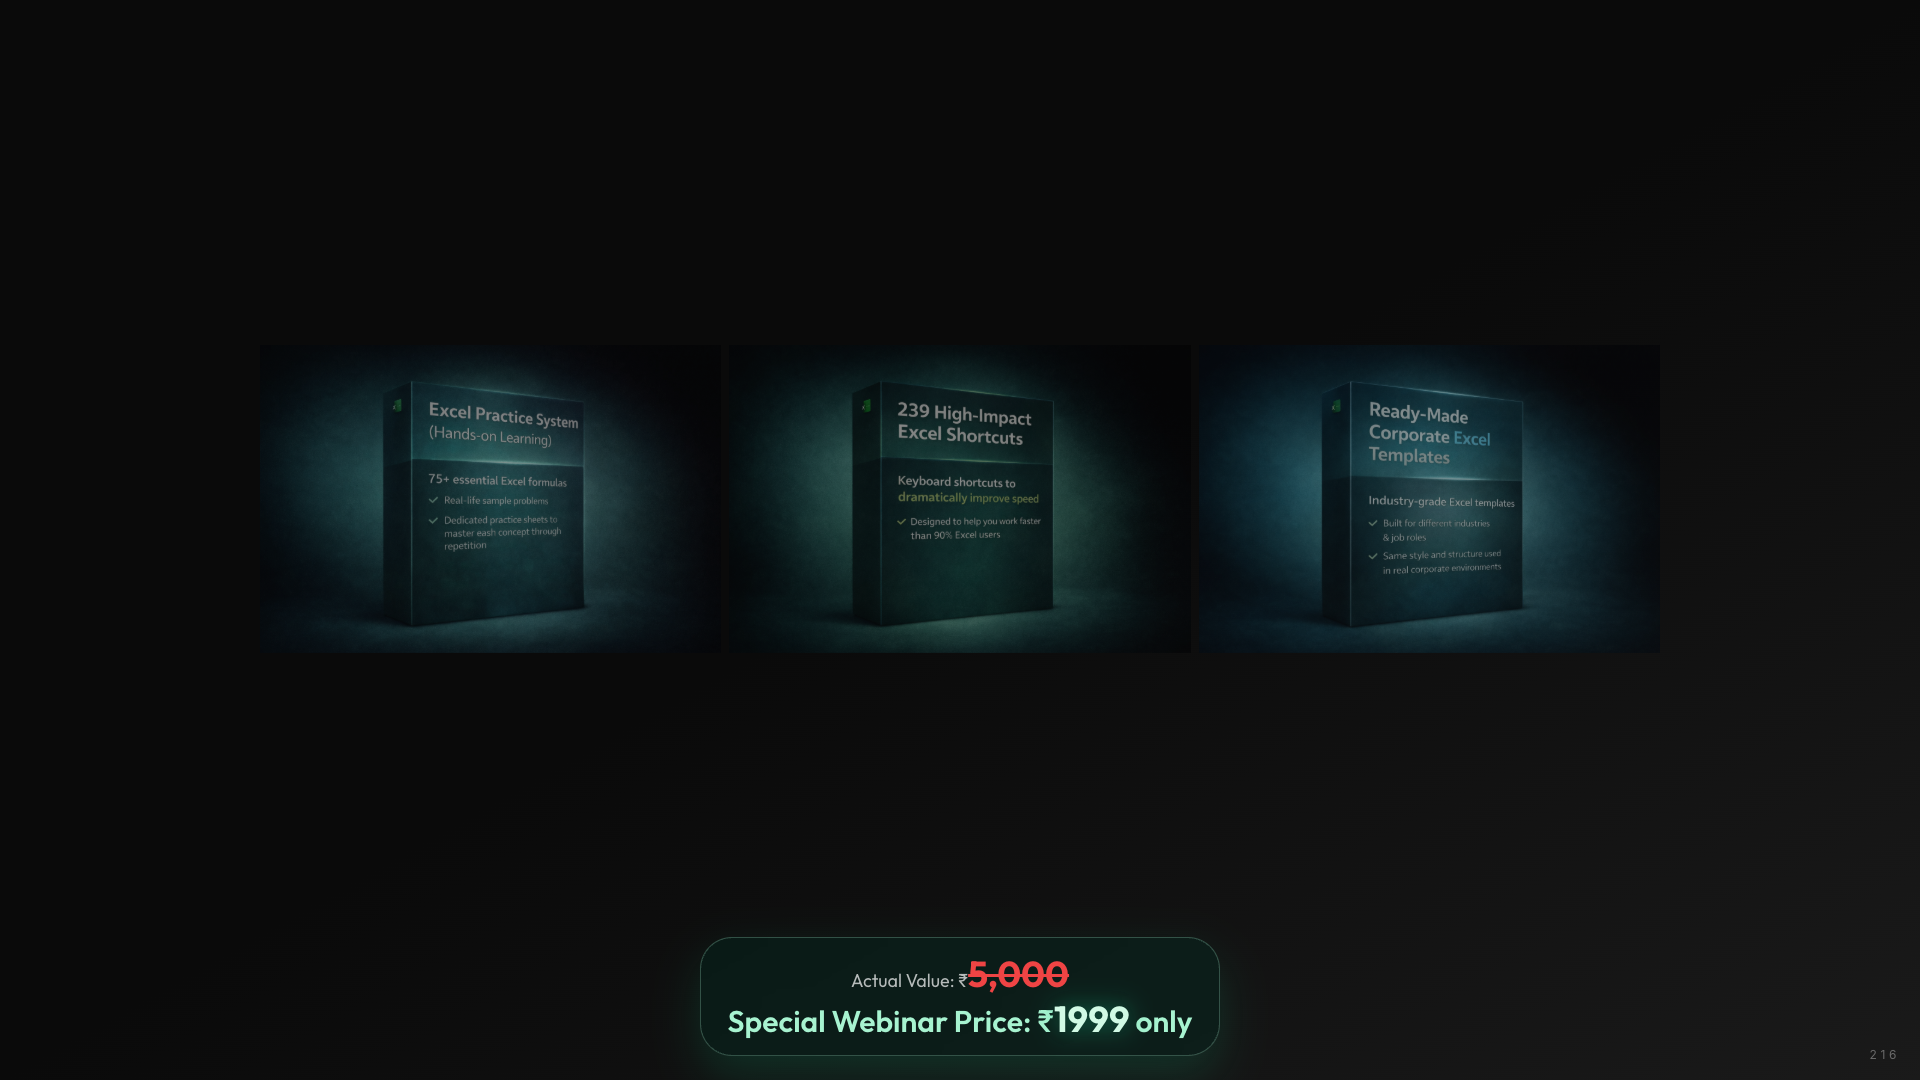 Excel Practice System
(Hands-on Learning)
75+ essential Excel formulas
✓ Real-life sample problems
✓ Dedicated practice sheets to
master eash concept through
repetition
239 High-Impact
Excel Shortcuts
Keyboard shortcuts to
dramatically improve speed
✓ Designed to help you work faster
than 90% Excel users
Ready-Made
Corporate Excel
Templates
Industry-grade Excel templates
✓ Built for different industries
& job roles
✓ Same style and structure used
in real corporate environments
Actual Value: ₹5,000
Special Webinar Price: ₹1999 only
216